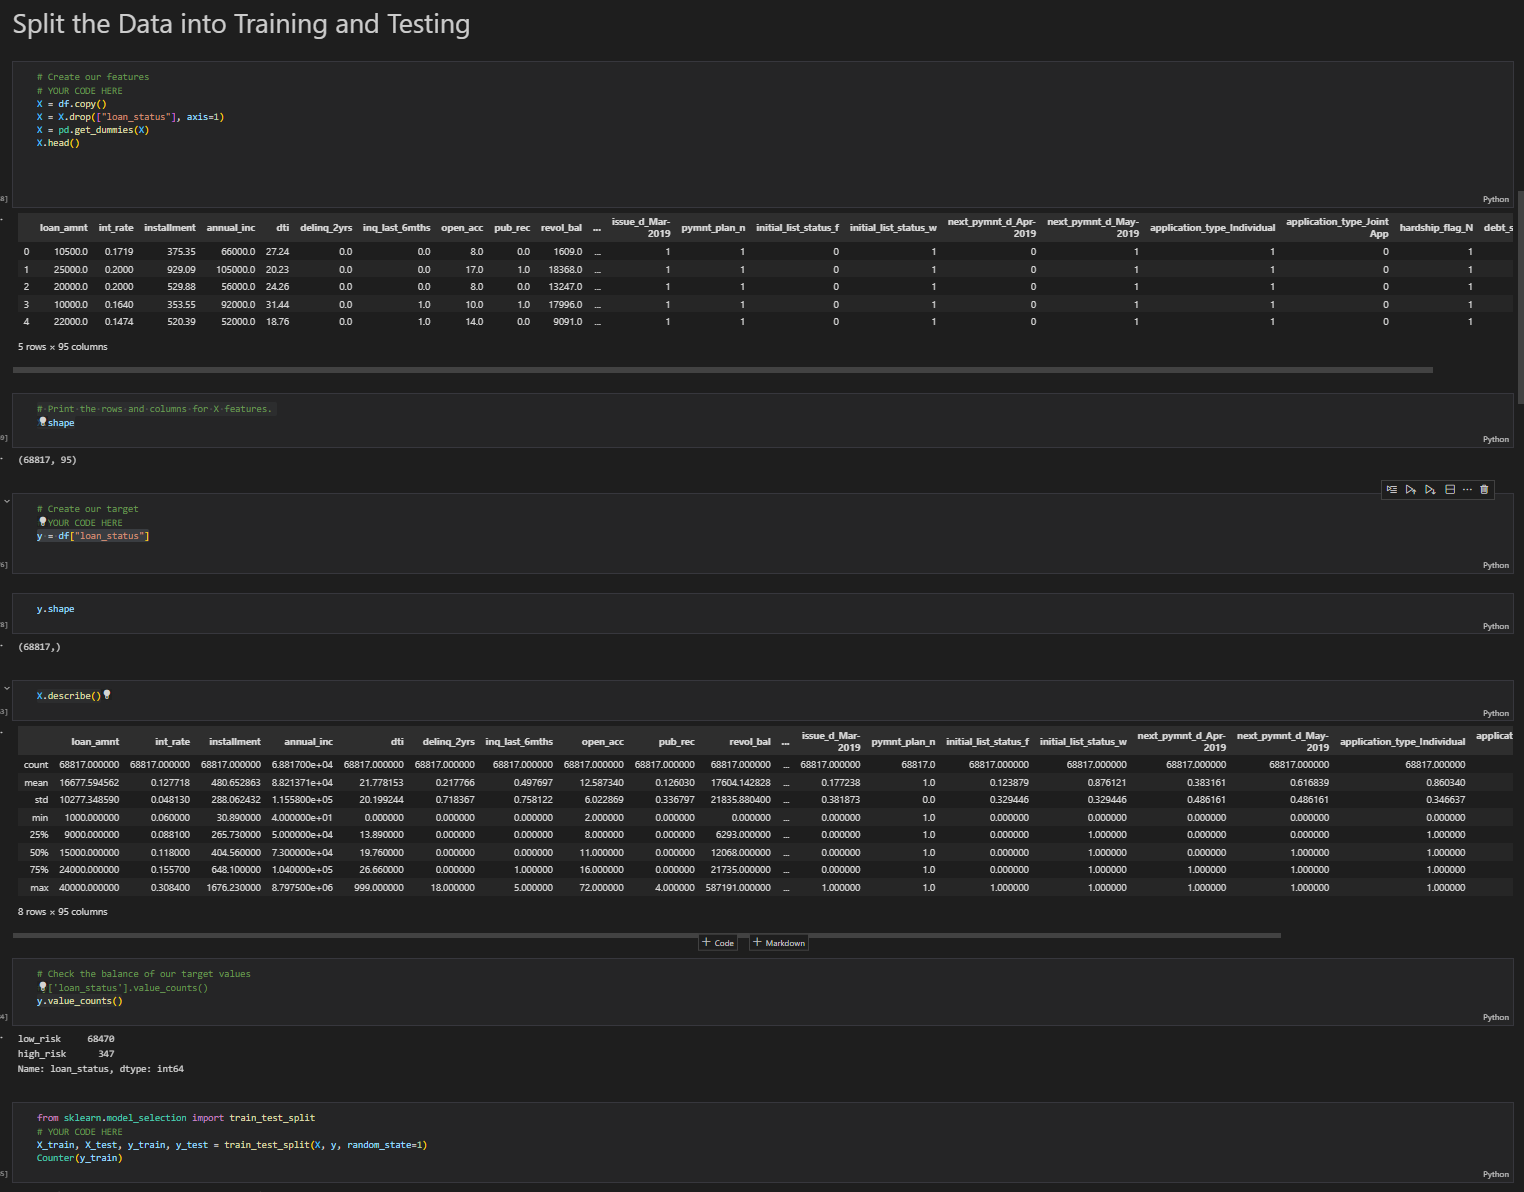 Split the Data into Training and Testing
# Create our features
# YOUR CODE HERE
X = df.copy()
X = X.drop(["loan_status"], axis=1)
X = pd.get_dummies(X)
X.head()
8]
Python
loan_amnt int_rate installment annual_inc dti delinq_2yrs inq_last_6mths open_acc pub_rec revol_bal ... issue_d_Mar-2019 pymnt_plan_n initial_list_status_f initial_list_status_w next_pymnt_d_Apr-2019 next_pymnt_d_May-2019 application_type_Individual application_type_Joint App hardship_flag_N debt_s
0 10500.0 0.1719 375.35 66000.0 27.24 0.0 0.0 8.0 0.0 1609.0 ... 1 1 0 1 0 1 1 0 1
1 25000.0 0.2000 929.09 105000.0 20.23 0.0 0.0 17.0 1.0 18368.0 ... 1 1 0 1 0 1 1 0 1
2 20000.0 0.2000 529.88 56000.0 24.26 0.0 0.0 8.0 0.0 13247.0 ... 1 1 0 1 0 1 1 0 1
3 10000.0 0.1640 353.55 92000.0 31.44 0.0 1.0 10.0 1.0 17996.0 ... 1 1 0 1 0 1 1 0 1
4 22000.0 0.1474 520.39 52000.0 18.76 0.0 1.0 14.0 0.0 9091.0 ... 1 1 0 1 0 1 1 0 1
5 rows × 95 columns
# Print the rows and columns for X features.
shape
9]
Python
(68817, 95)
# Create our target
YOUR CODE HERE
y = df["loan_status"]
6]
Python
y.shape
8]
Python
(68817,)
X.describe()
3]
Python
loan_amnt int_rate installment annual_inc dti delinq_2yrs inq_last_6mths open_acc pub_rec revol_bal ... issue_d_Mar-2019 pymnt_plan_n initial_list_status_f initial_list_status_w next_pymnt_d_Apr-2019 next_pymnt_d_May-2019 application_type_Individual applicat
count 68817.000000 68817.000000 68817.000000 6.881700e+04 68817.000000 68817.000000 68817.000000 68817.000000 68817.000000 68817.000000 ... 68817.000000 68817.0 68817.000000 68817.000000 68817.000000 68817.000000 68817.000000
mean 16677.594562 0.127718 480.652863 8.821371e+04 21.778153 0.217766 0.497697 12.587340 0.126030 17604.142828 ... 0.177238 1.0 0.123879 0.876121 0.383161 0.616839 0.860340
std 10277.348590 0.048130 288.062432 1.155800e+05 20.199244 0.718367 0.758122 6.022869 0.336797 21835.880400 ... 0.381873 0.0 0.329446 0.329446 0.486161 0.486161 0.346637
min 1000.000000 0.060000 30.890000 4.000000e+01 0.000000 0.000000 0.000000 2.000000 0.000000 0.000000 ... 0.000000 1.0 0.000000 0.000000 0.000000 0.000000 0.000000
25% 9000.000000 0.088100 265.730000 5.000000e+04 13.890000 0.000000 0.000000 8.000000 0.000000 6293.000000 ... 0.000000 1.0 0.000000 1.000000 0.000000 0.000000 1.000000
50% 15000.000000 0.118000 404.560000 7.300000e+04 19.760000 0.000000 0.000000 11.000000 0.000000 12068.000000 ... 0.000000 1.0 0.000000 1.000000 0.000000 1.000000 1.000000
75% 24000.000000 0.155700 648.100000 1.040000e+05 26.660000 0.000000 1.000000 16.000000 0.000000 21735.000000 ... 0.000000 1.0 0.000000 1.000000 1.000000 1.000000 1.000000
max 40000.000000 0.308400 1676.230000 8.797500e+06 999.000000 18.000000 5.000000 72.000000 4.000000 587191.000000 ... 1.000000 1.0 1.000000 1.000000 1.000000 1.000000 1.000000
8 rows × 95 columns
+ Code + Markdown
# Check the balance of our target values
['loan_status'].value_counts()
y.value_counts()
4]
Python
low_risk 68470
high_risk 347
Name: loan_status, dtype: int64
from sklearn.model_selection import train_test_split
# YOUR CODE HERE
X_train, X_test, y_train, y_test = train_test_split(X, y, random_state=1)
Counter(y_train)
5]
Python